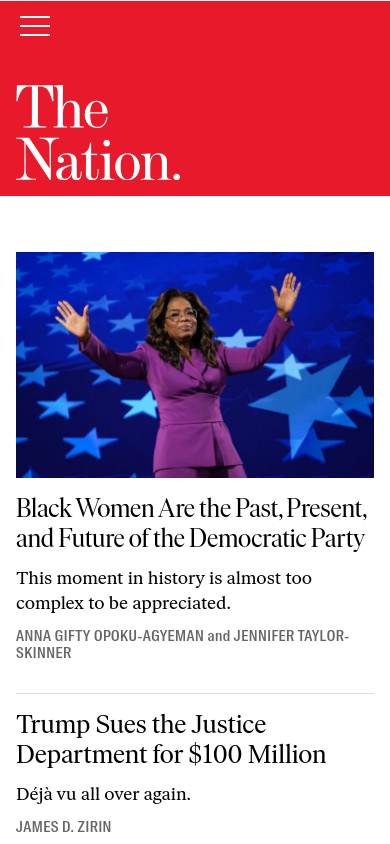 The
Nation.
Black Women Are the Past, Present,
and Future of the Democratic Party
This moment in history is almost too
complex to be appreciated.
ANNA GIFTY OPOKU-AGYEMAN and JENNIFER TAYLOR-
SKINNER
Trump Sues the Justice
Department for $100 Million
Déjà vu all over again.
JAMES D. ZIRIN